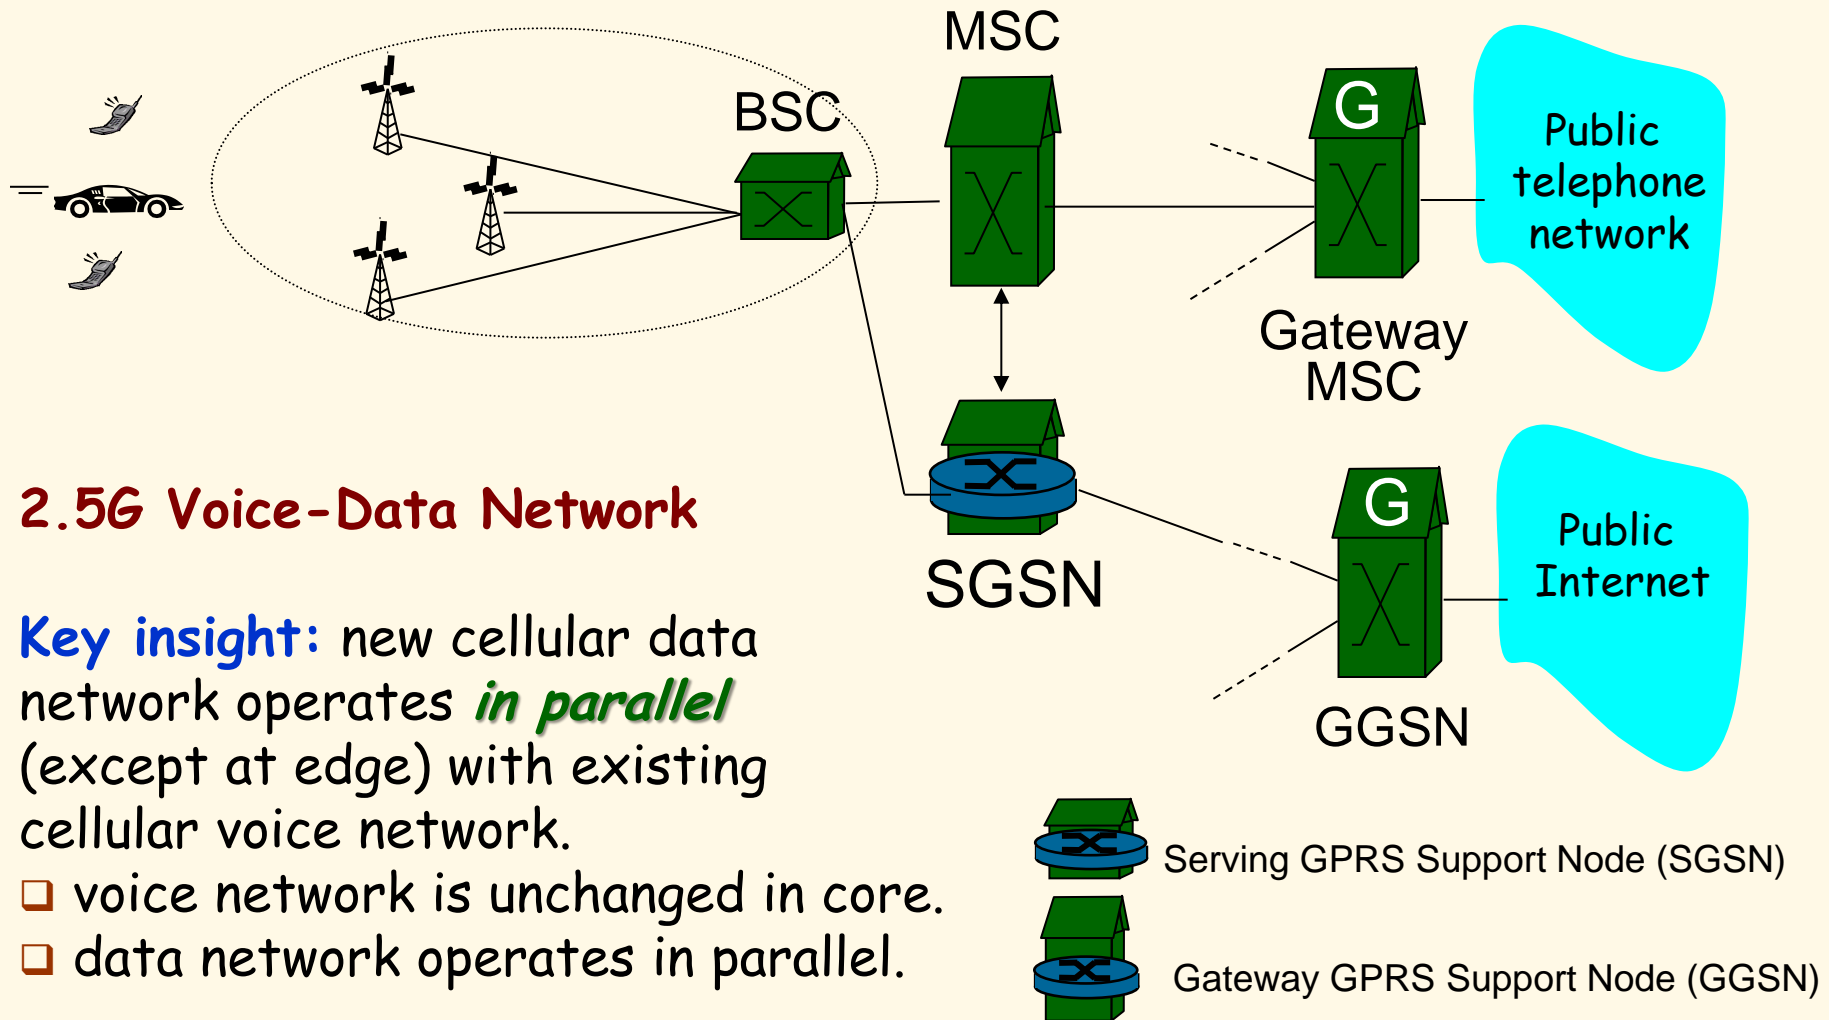 MSC
BSC
G
Public
telephone
network
Gateway
MSC
2.5G Voice-Data Network
SGSN
G
Public
Internet
GGSN
Key insight: new cellular data
network operates in parallel
(except at edge) with existing
cellular voice network.
voice network is unchanged in core.
data network operates in parallel.
Serving GPRS Support Node (SGSN)
Gateway GPRS Support Node (GGSN)